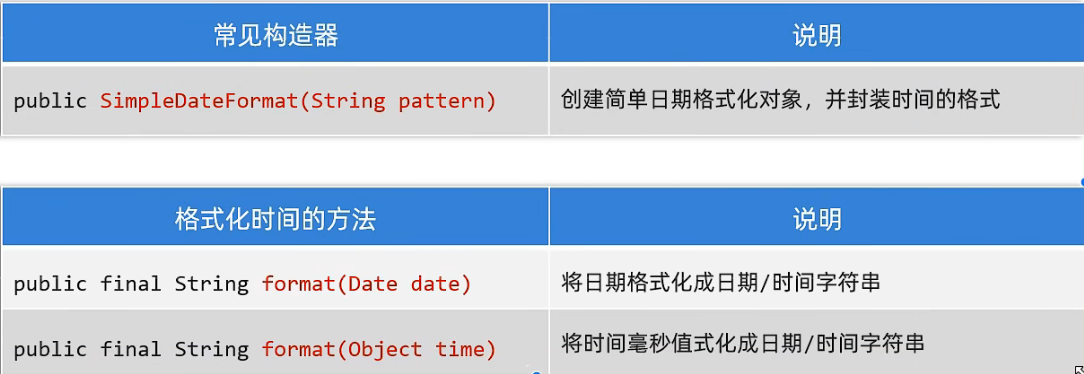 常见构造器 说明
public SimpleDateFormat(String pattern) 创建简单日期格式化对象，并封装时间的格式
格式化时间的方法 说明
public final String format(Date date) 将日期格式化成日期/时间字符串
public final String format(Object time) 将时间毫秒值式化成日期/时间字符串